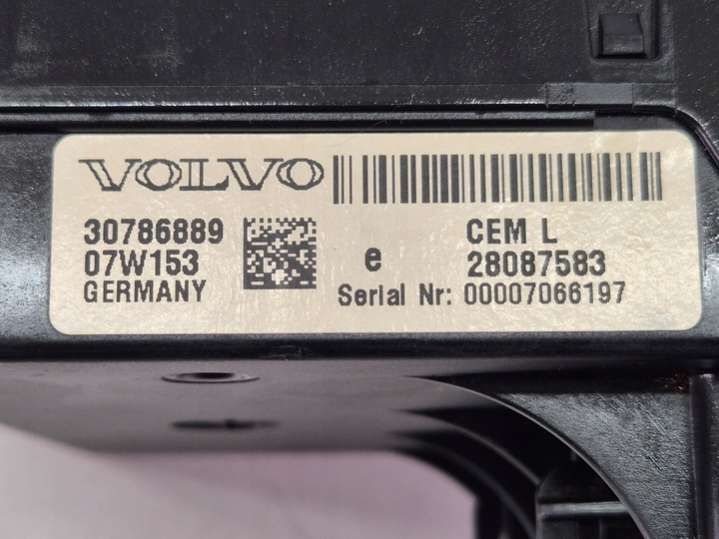 VOLVO
30786889
07W153
GERMANY
e
CEM L
28087583
Serial Nr: 00007066197